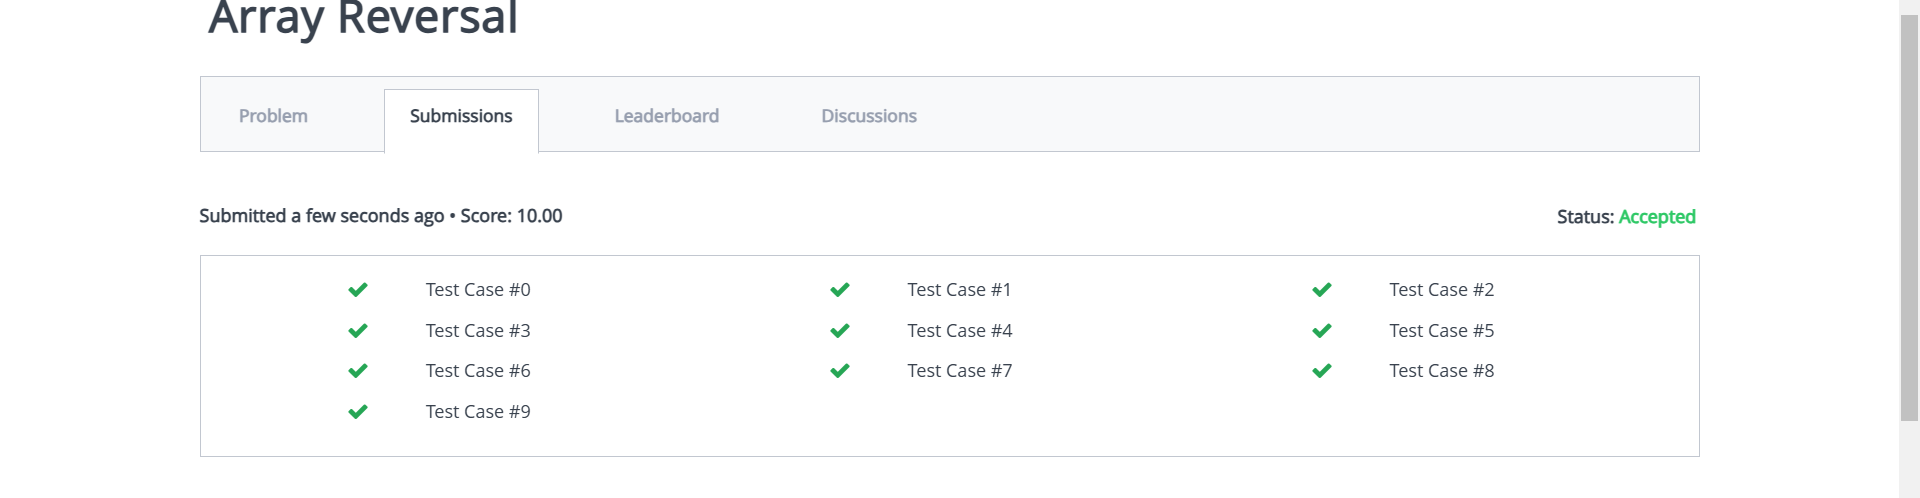 Array Reversal
Problem Submissions Leaderboard Discussions
Submitted a few seconds ago • Score: 10.00 Status: Accepted
Test Case #0 Test Case #1 Test Case #2
Test Case #3 Test Case #4 Test Case #5
Test Case #6 Test Case #7 Test Case #8
Test Case #9